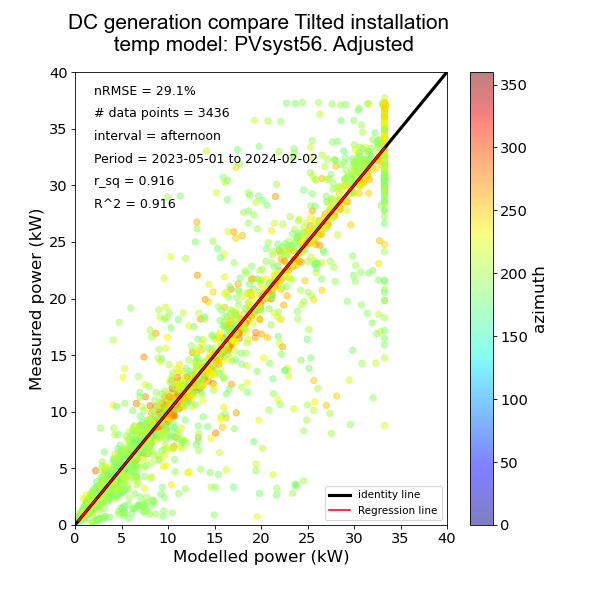 DC generation compare Tilted installation
temp model: PVsyst56. Adjusted
nRMSE = 29.1%
# data points = 3436
interval = afternoon
Period = 2023-05-01 to 2024-02-02
r_sq = 0.916
R^2 = 0.916
Measured power (kW)
40
35
30
25
20
15
10
5
0
0 5 10 15 20 25 30 35 40
Modelled power (kW)
identity line
Regression line
350
300
250
200
150
100
50
0
azimuth